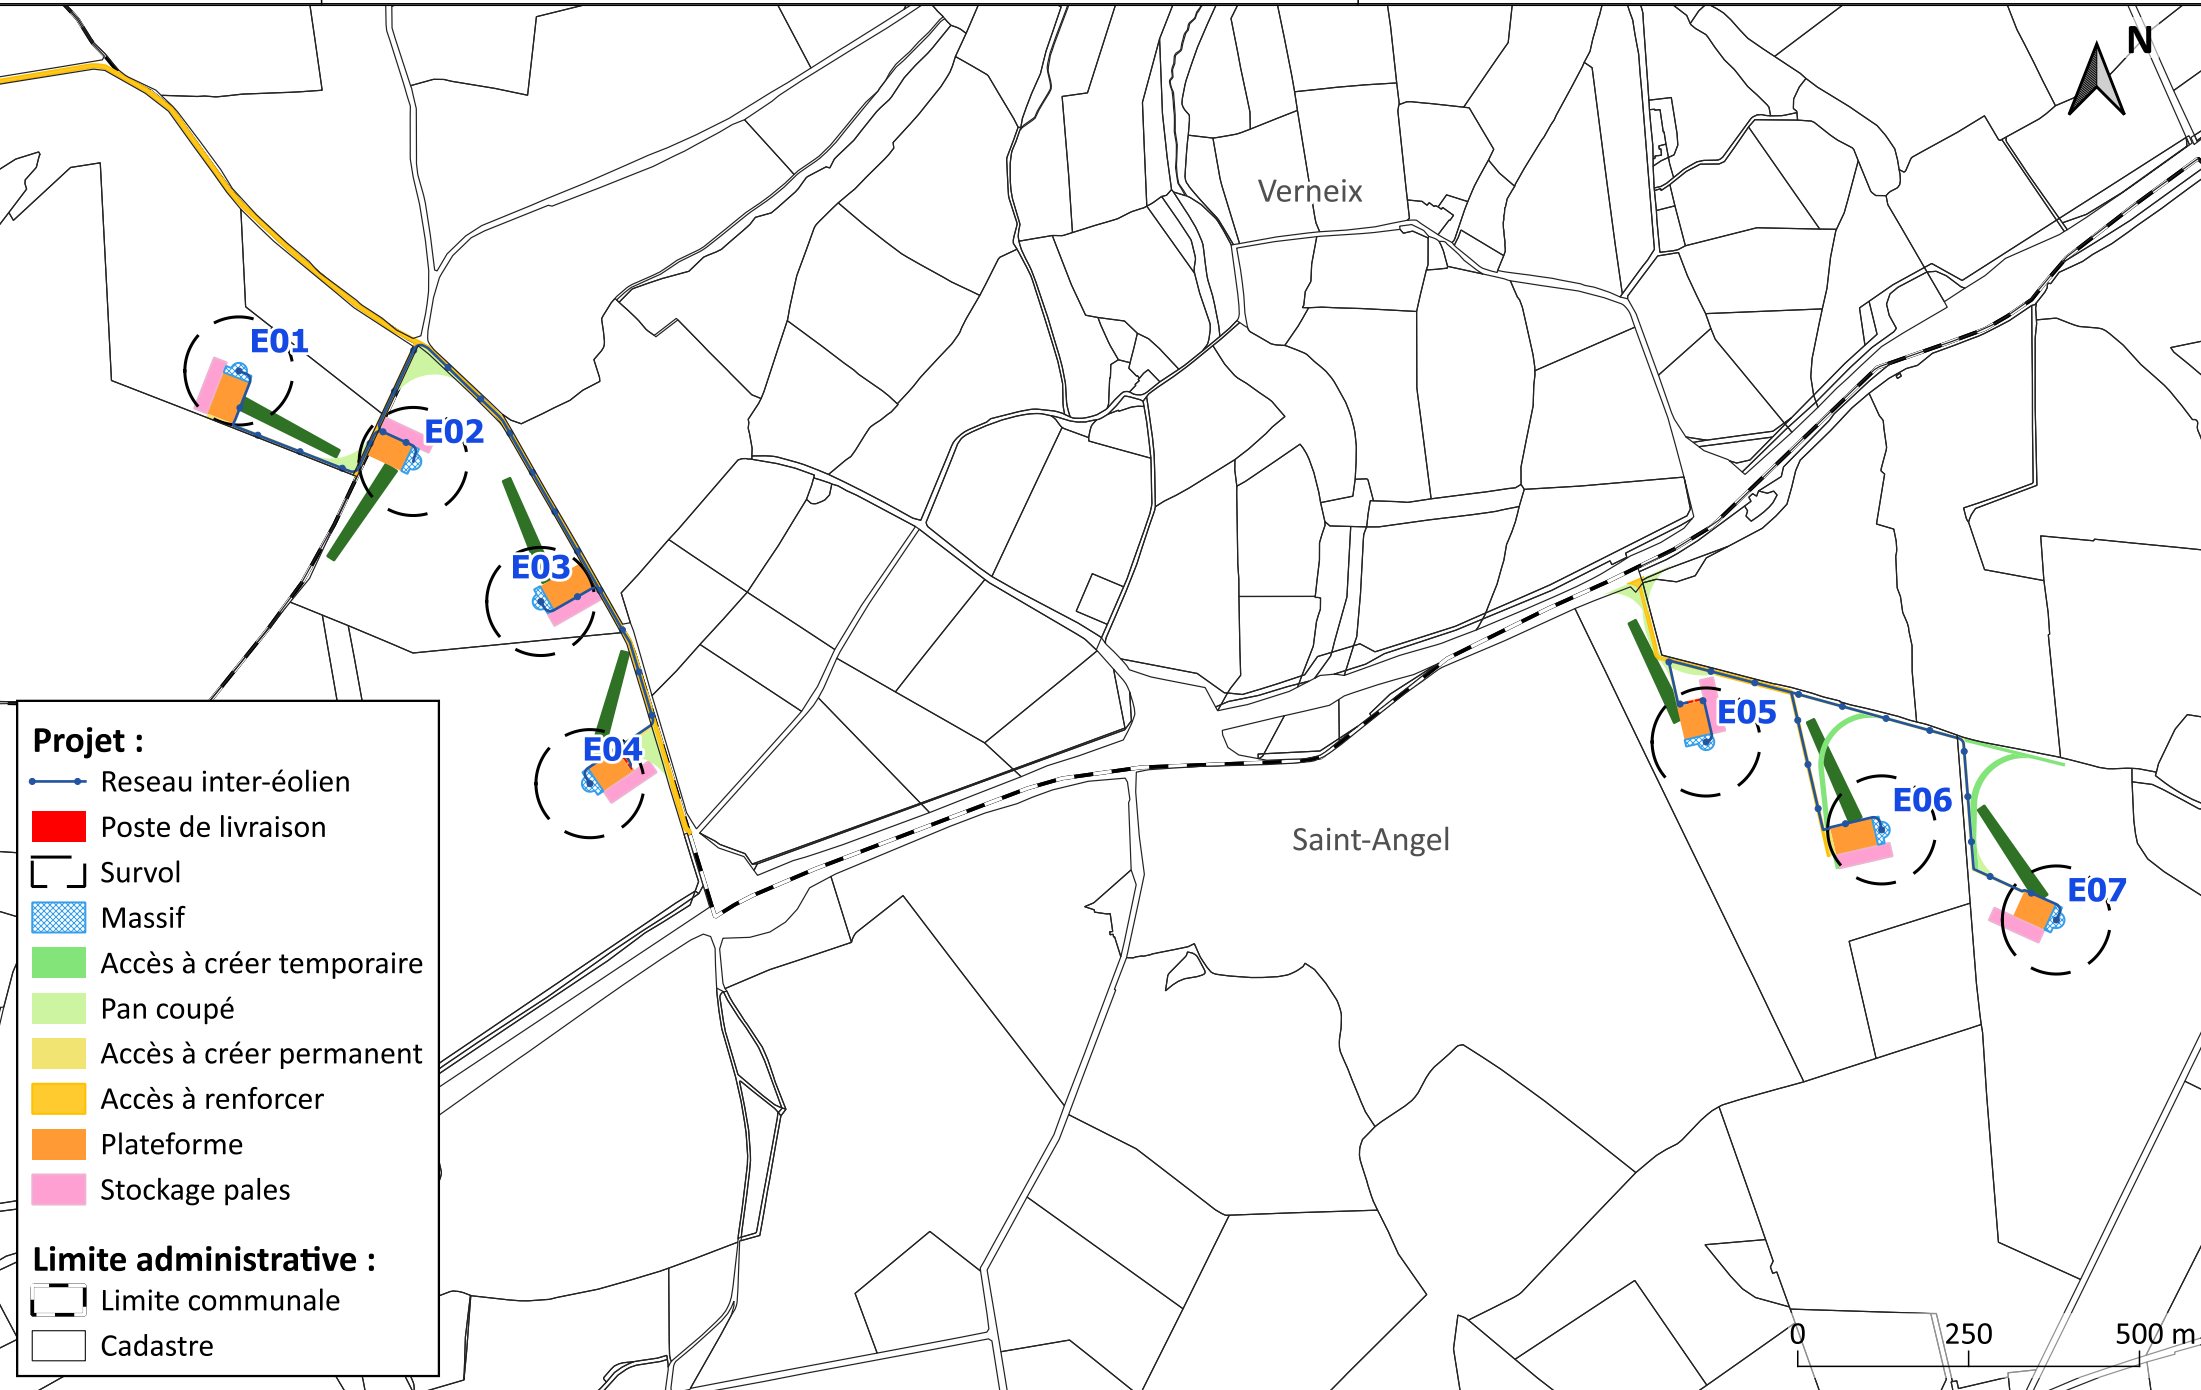 N
Verneix
E01
E02
E03
E04
E05
E06
E07
Saint-Angel
Projet :
Reseau inter-éolien
Poste de livraison
Survol
Massif
Accès à créer temporaire
Pan coupé
Accès à créer permanent
Accès à renforcer
Plateforme
Stockage pales
Limite administrative :
Limite communale
Cadastre
0 250 500 m